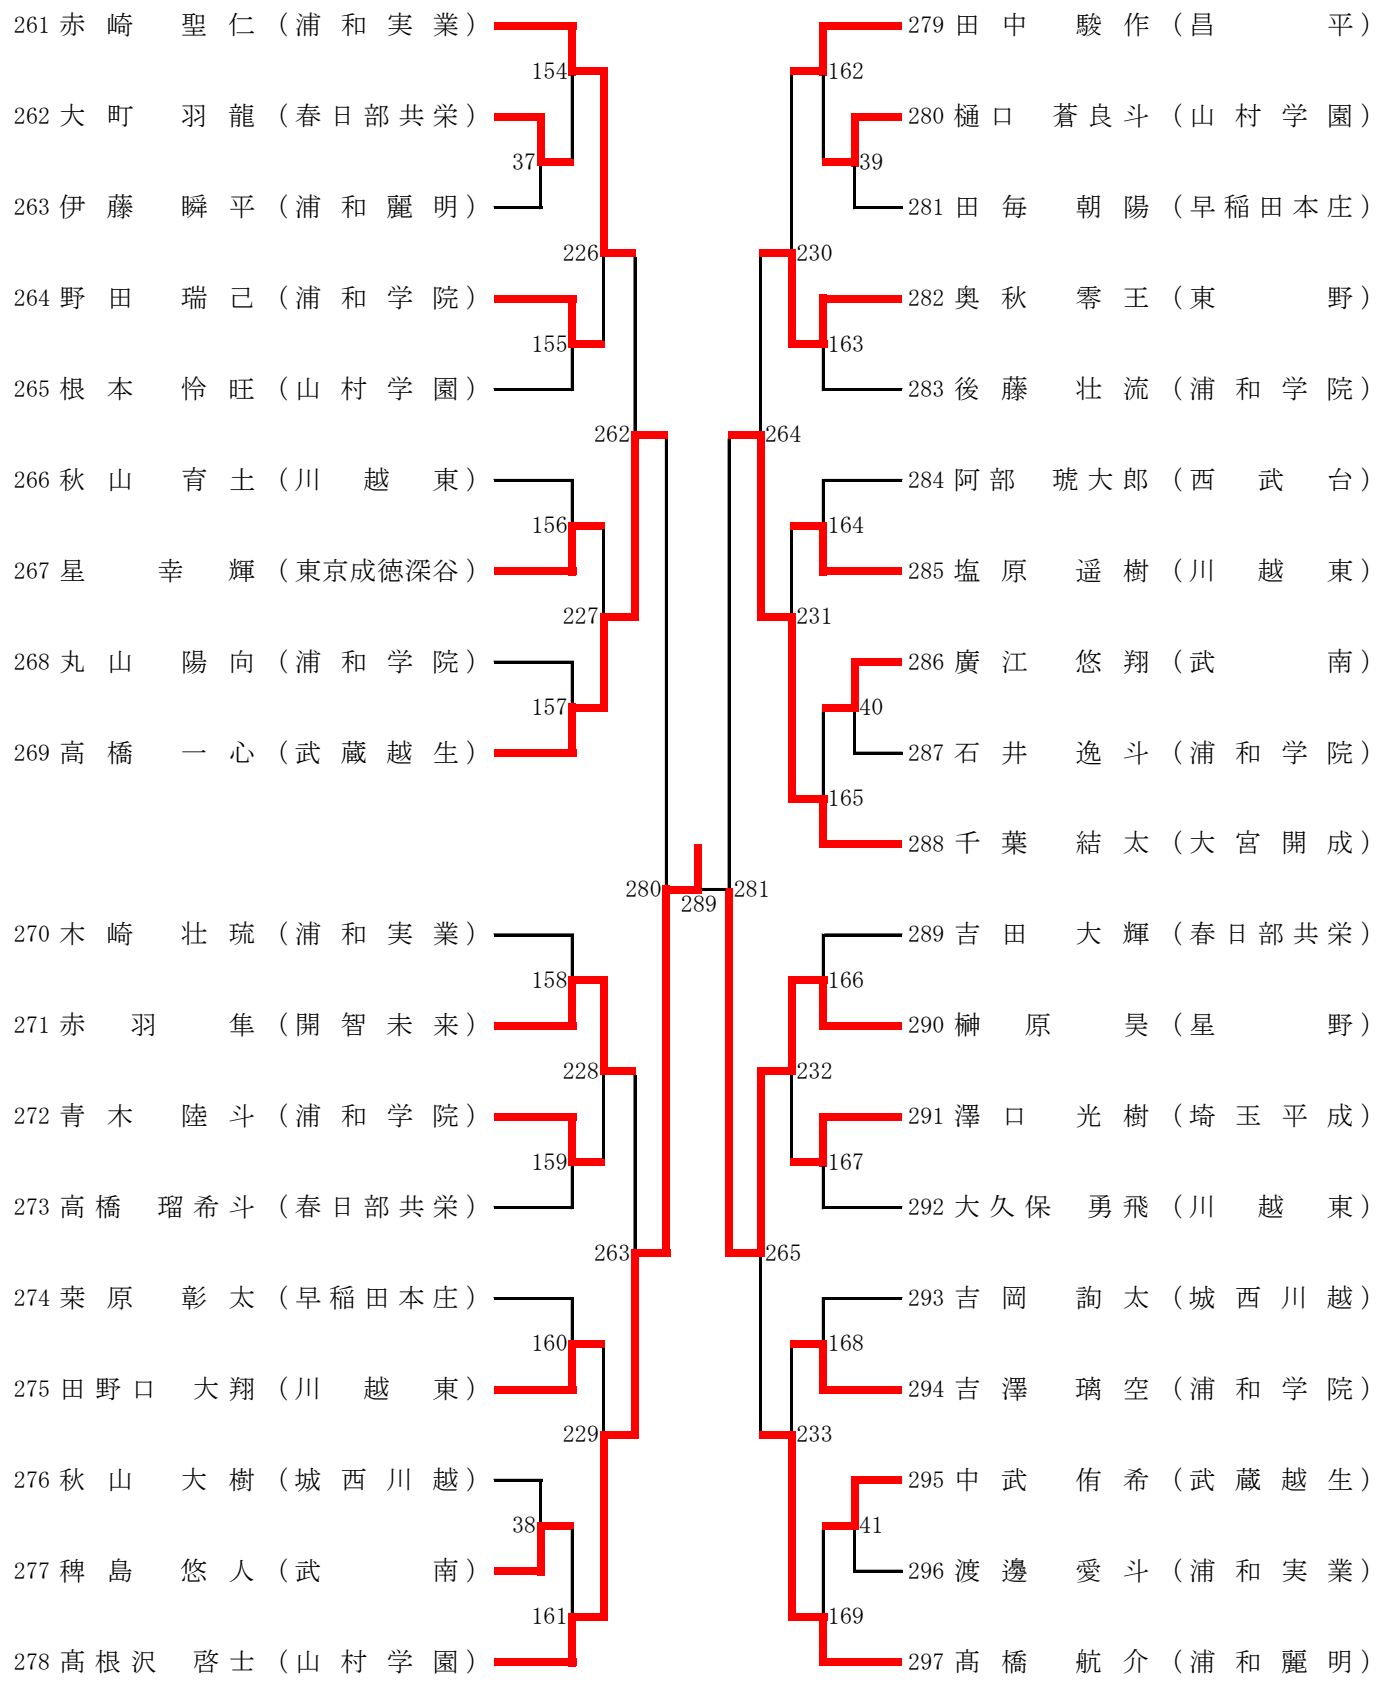 261 赤崎 聖仁 (浦和実業)
154
262 大町 羽龍 (春日部共栄)
37
263 伊藤 瞬平 (浦和麗明)
226
264 野田 瑞己 (浦和学院)
155
265 根本 怜旺 (山村学園)
262
266 秋山 育土 (川越東)
156
267 星 幸輝 (東京成徳深谷)
227
268 丸山 陽向 (浦和学院)
157
269 高橋 一心 (武蔵越生)
280
289
281
270 木崎 壮琉 (浦和実業)
158
271 赤羽 隼 (開智未来)
228
272 青木 陸斗 (浦和学院)
159
273 高橋 瑠希斗 (春日部共栄)
263
274 栗原 彰太 (早稲田本庄)
160
275 田野口 大翔 (川越東)
229
276 秋山 大樹 (城西川越)
38
277 稗島 悠人 (武南)
161
278 髙根沢 啓士 (山村学園)
279 田中 駿作 (昌平)
162
280 樋口 蒼良斗 (山村学園)
39
281 田毎 朝陽 (早稲田本庄)
230
282 奥秋 零王 (東野)
163
283 後藤 壮流 (浦和学院)
264
284 阿部 琥大郎 (西武台)
164
285 塩原 遥樹 (川越東)
231
286 廣江 悠翔 (武南)
40
287 石井 逸斗 (浦和学院)
165
288 千葉 結太 (大宮開成)
289 吉田 大輝 (春日部共栄)
166
290 榊原 昊 (星野)
232
291 澤口 光樹 (埼玉平成)
167
292 大久保 勇飛 (川越東)
265
293 吉岡 詢太 (城西川越)
168
294 吉澤 璃空 (浦和学院)
233
295 中武 侑希 (武蔵越生)
41
296 渡邊 愛斗 (浦和実業)
169
297 髙橋 航介 (浦和麗明)